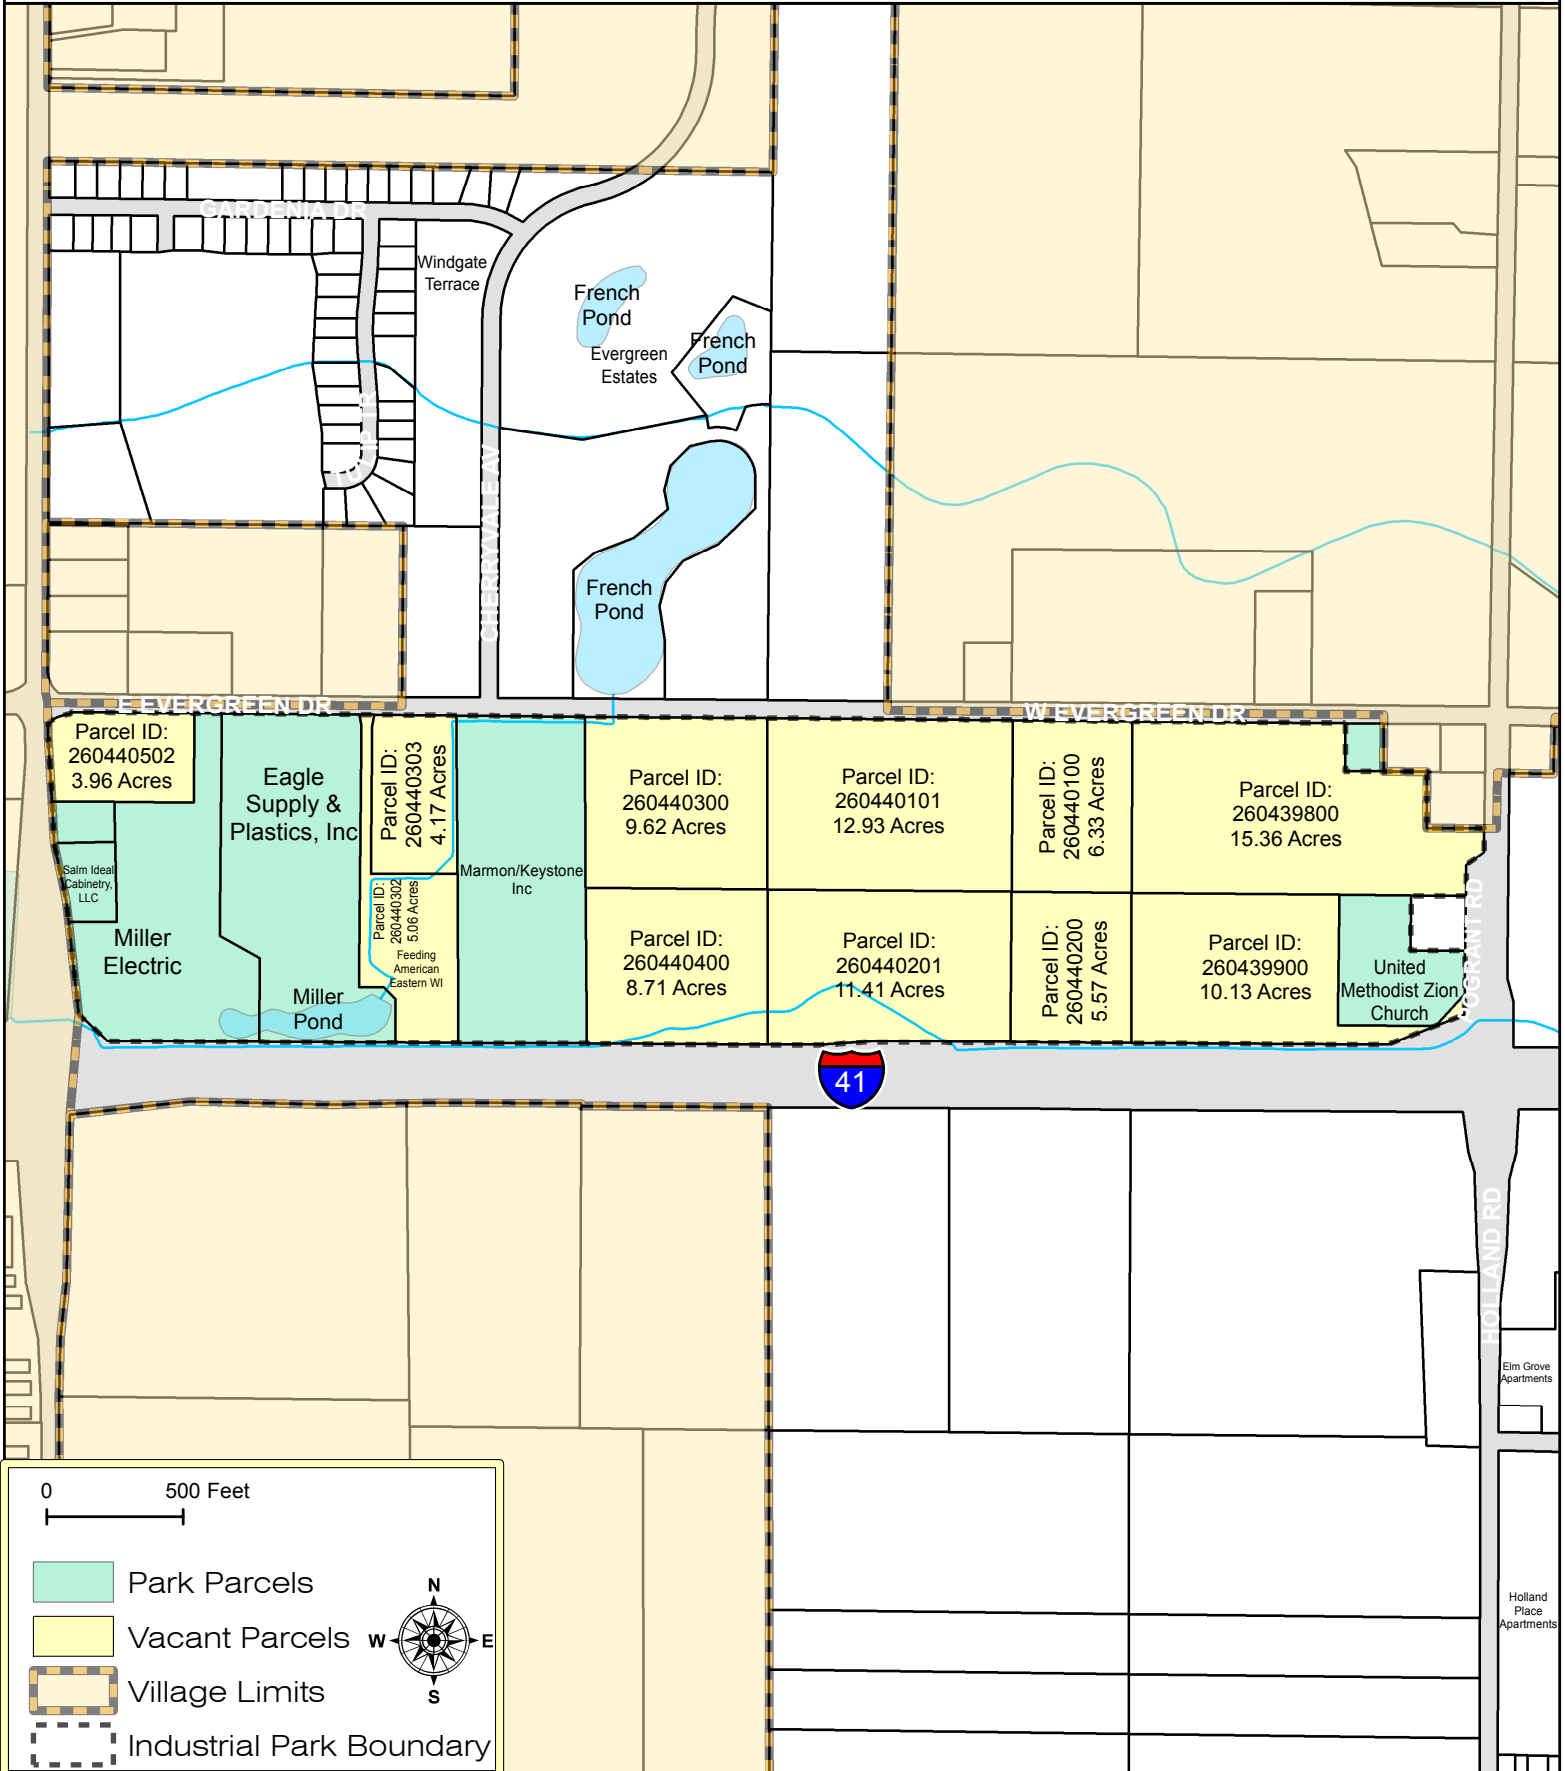 GARDENIA DR
Windgate
Terrace
French
Pond
French
Pond
Evergreen
Estates
TULIP TR
CHERRYVALE AV
French
Pond
E EVERGREEN DR
W EVERGREEN DR
Parcel ID:
260440502
3.96 Acres
Eagle
Supply &
Plastics, Inc
Parcel ID:
260440303
4.17 Acres
Parcel ID:
260440300
9.62 Acres
Parcel ID:
260440101
12.93 Acres
Parcel ID:
260440100
6.33 Acres
Parcel ID:
260439800
15.36 Acres
Salm Ideal
Cabinetry,
LLC
Marmon/Keystone
Inc
Parcel ID:
260440302
5.06 Acres
Feeding
American
Eastern WI
Miller
Electric
Miller
Pond
Parcel ID:
260440400
8.71 Acres
Parcel ID:
260440201
11.41 Acres
Parcel ID:
260440200
5.57 Acres
Parcel ID:
260439900
10.13 Acres
United
Methodist Zion
Church
41
HOLLAND RD
Elm Grove
Apartments
Holland
Place
Apartments
0 500 Feet
Park Parcels
Vacant Parcels
Village Limits
Industrial Park Boundary
N
W E
S